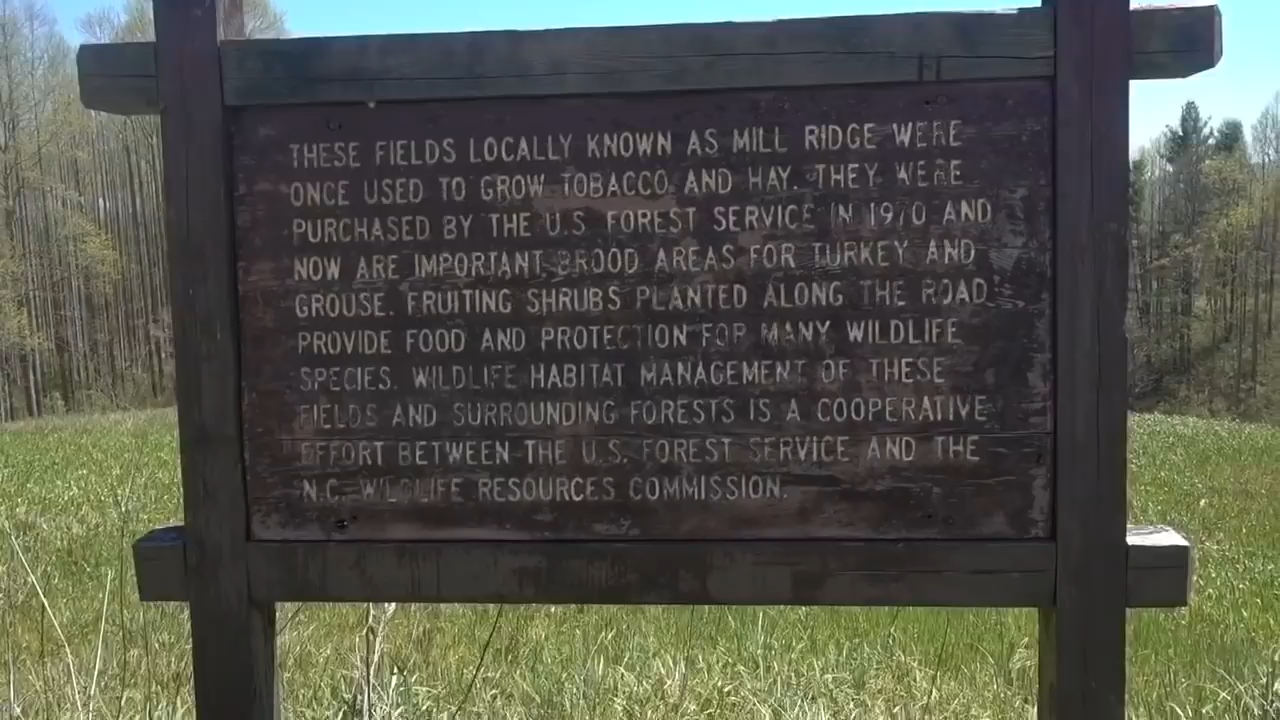 THESE FIELDS LOCALLY KNOWN AS MILL RIDGE WERE
ONCE USED TO GROW TOBACCO AND HAY. THEY WERE
PURCHASED BY THE U.S. FOREST SERVICE IN 1970 AND
NOW ARE IMPORTANT BROOD AREAS FOR TURKEY AND
GROUSE. FRUITING SHRUBS PLANTED ALONG THE ROAD
PROVIDE FOOD AND PROTECTION FOR MANY WILDLIFE
SPECIES. WILDLIFE HABITAT MANAGEMENT OF THESE
FIELDS AND SURROUNDING FORESTS IS A COOPERATIVE
EFFORT BETWEEN THE U.S. FOREST SERVICE AND THE
N.C. WILDLIFE RESOURCES COMMISSION.